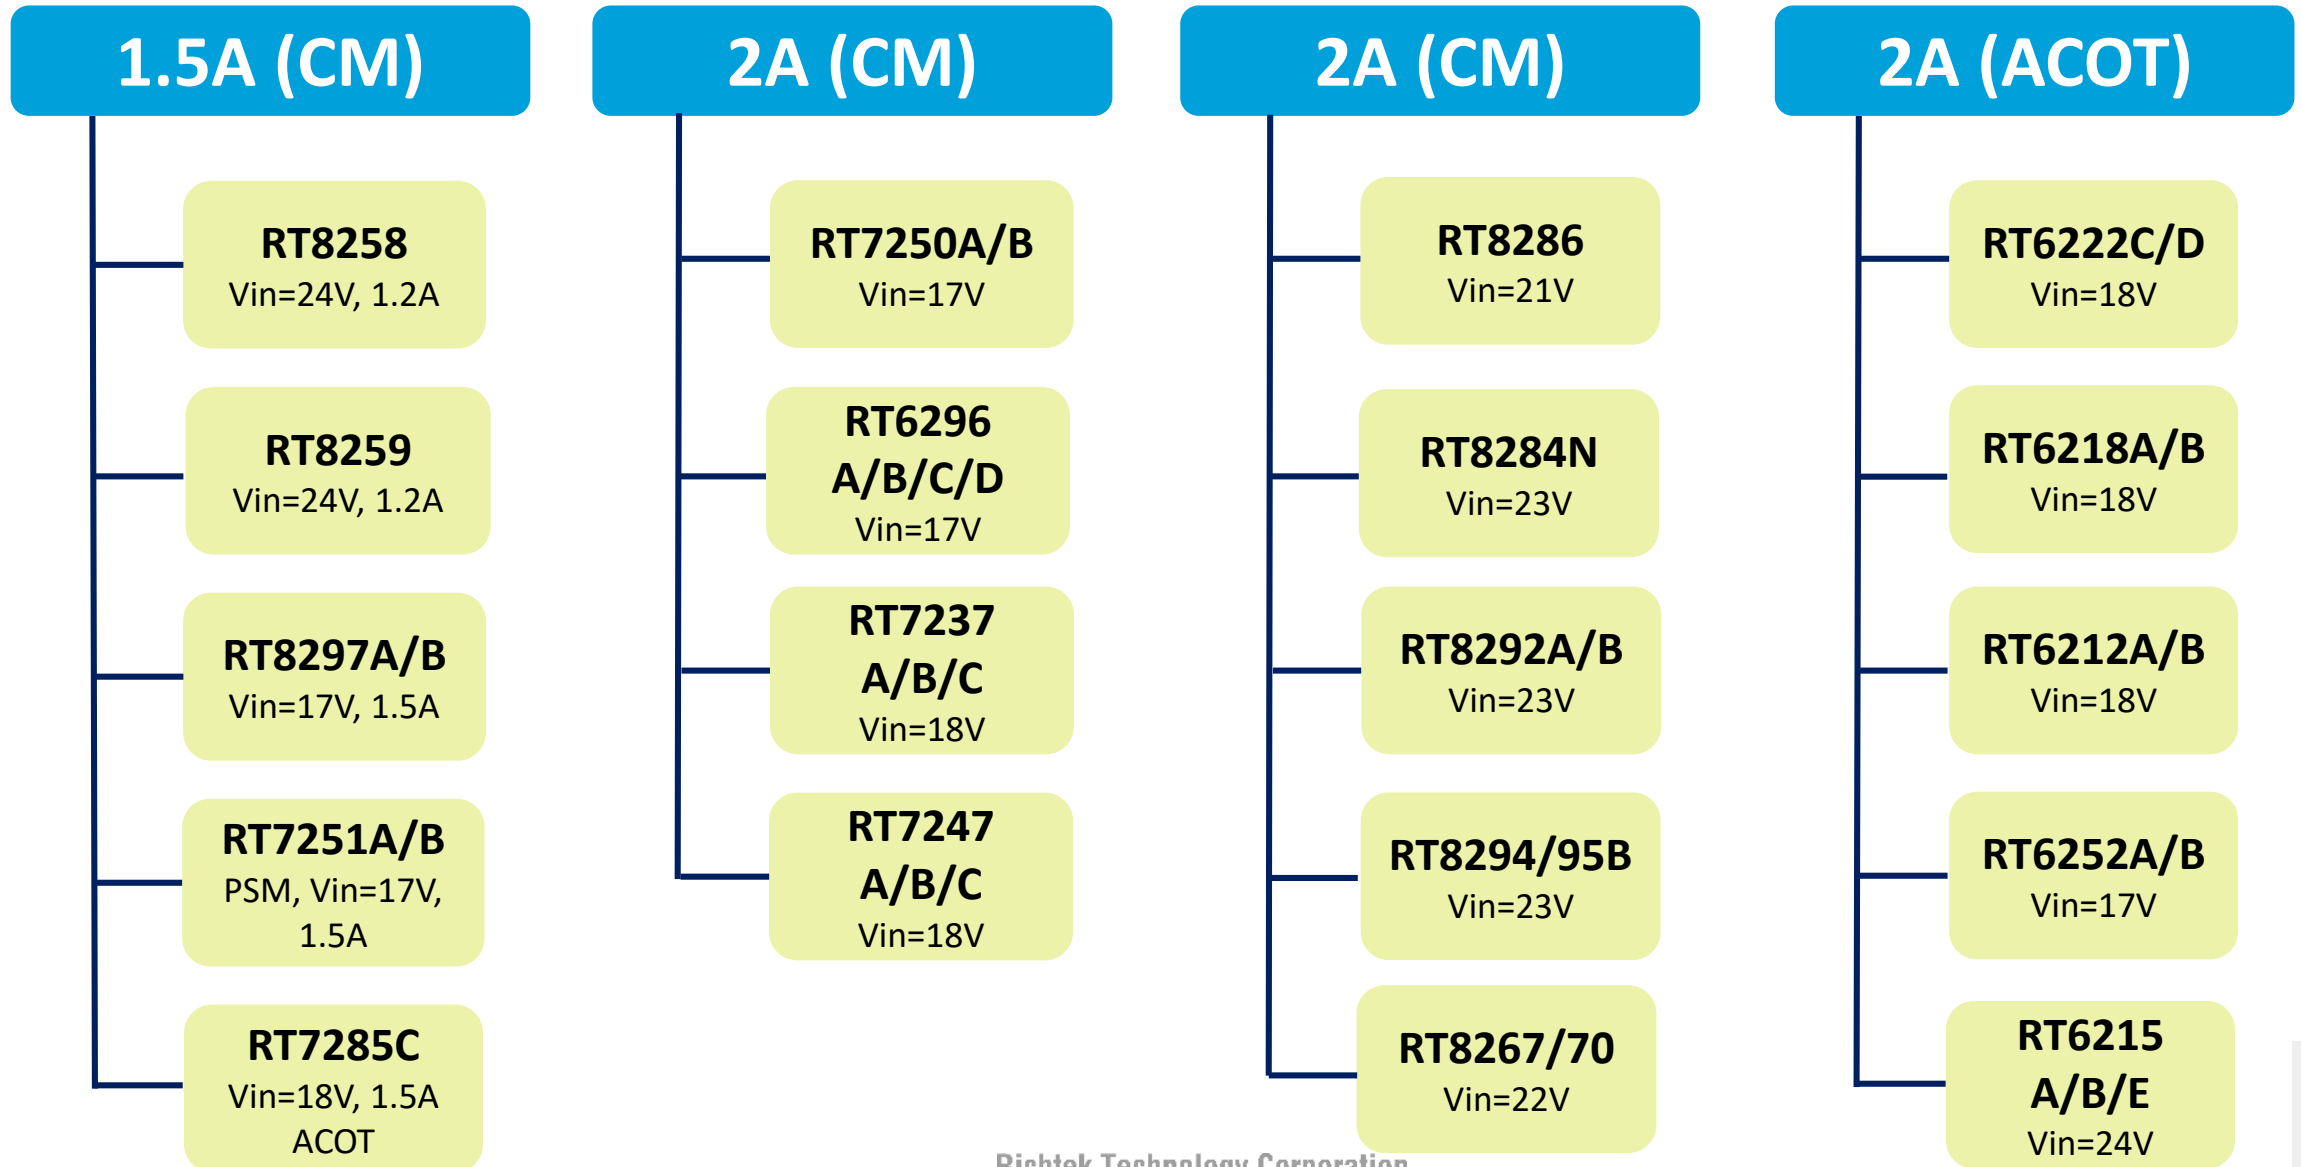 1.5A (CM)
RT8258
Vin=24V, 1.2A
RT8259
Vin=24V, 1.2A
RT8297A/B
Vin=17V, 1.5A
RT7251A/B
PSM, Vin=17V,
1.5A
RT7285C
Vin=18V, 1.5A
ACOT
2A (CM)
RT7250A/B
Vin=17V
RT6296
A/B/C/D
Vin=17V
RT7237
A/B/C
Vin=18V
RT7247
A/B/C
Vin=18V
2A (CM)
RT8286
Vin=21V
RT8284N
Vin=23V
RT8292A/B
Vin=23V
RT8294/95B
Vin=23V
RT8267/70
Vin=22V
2A (ACOT)
RT6222C/D
Vin=18V
RT6218A/B
Vin=18V
RT6212A/B
Vin=18V
RT6252A/B
Vin=17V
RT6215
A/B/E
Vin=24V
Richtek Technology Corporation